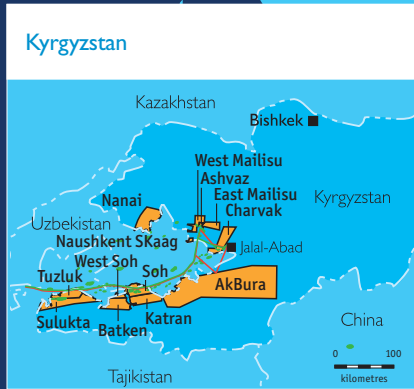 Kyrgyzstan
Kazakhstan
Bishkek
West Mailisu
Ashvaz
East Mailisu
Charvak
Nanai
Kyrgyzstan
Uzbekistan
Naushkent SKaag
Jalal-Abad
West Soh
Soh
Tuzluk
AkBura
Sulukta
Katran
Batken
China
Tajikistan
0 100
kilometres